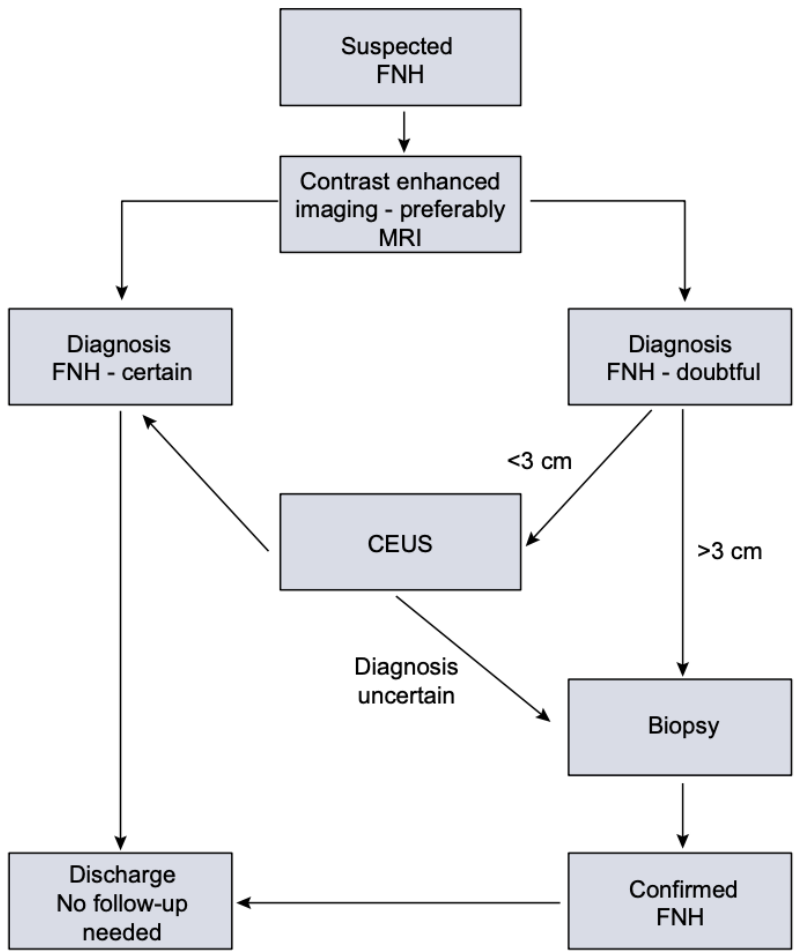 Suspected
FNH
Contrast enhanced
imaging - preferably
MRI
Diagnosis
FNH - certain
Diagnosis
FNH - doubtful
<3 cm
CEUS
>3 cm
Diagnosis
uncertain
Biopsy
Discharge
No follow-up
needed
Confirmed
FNH